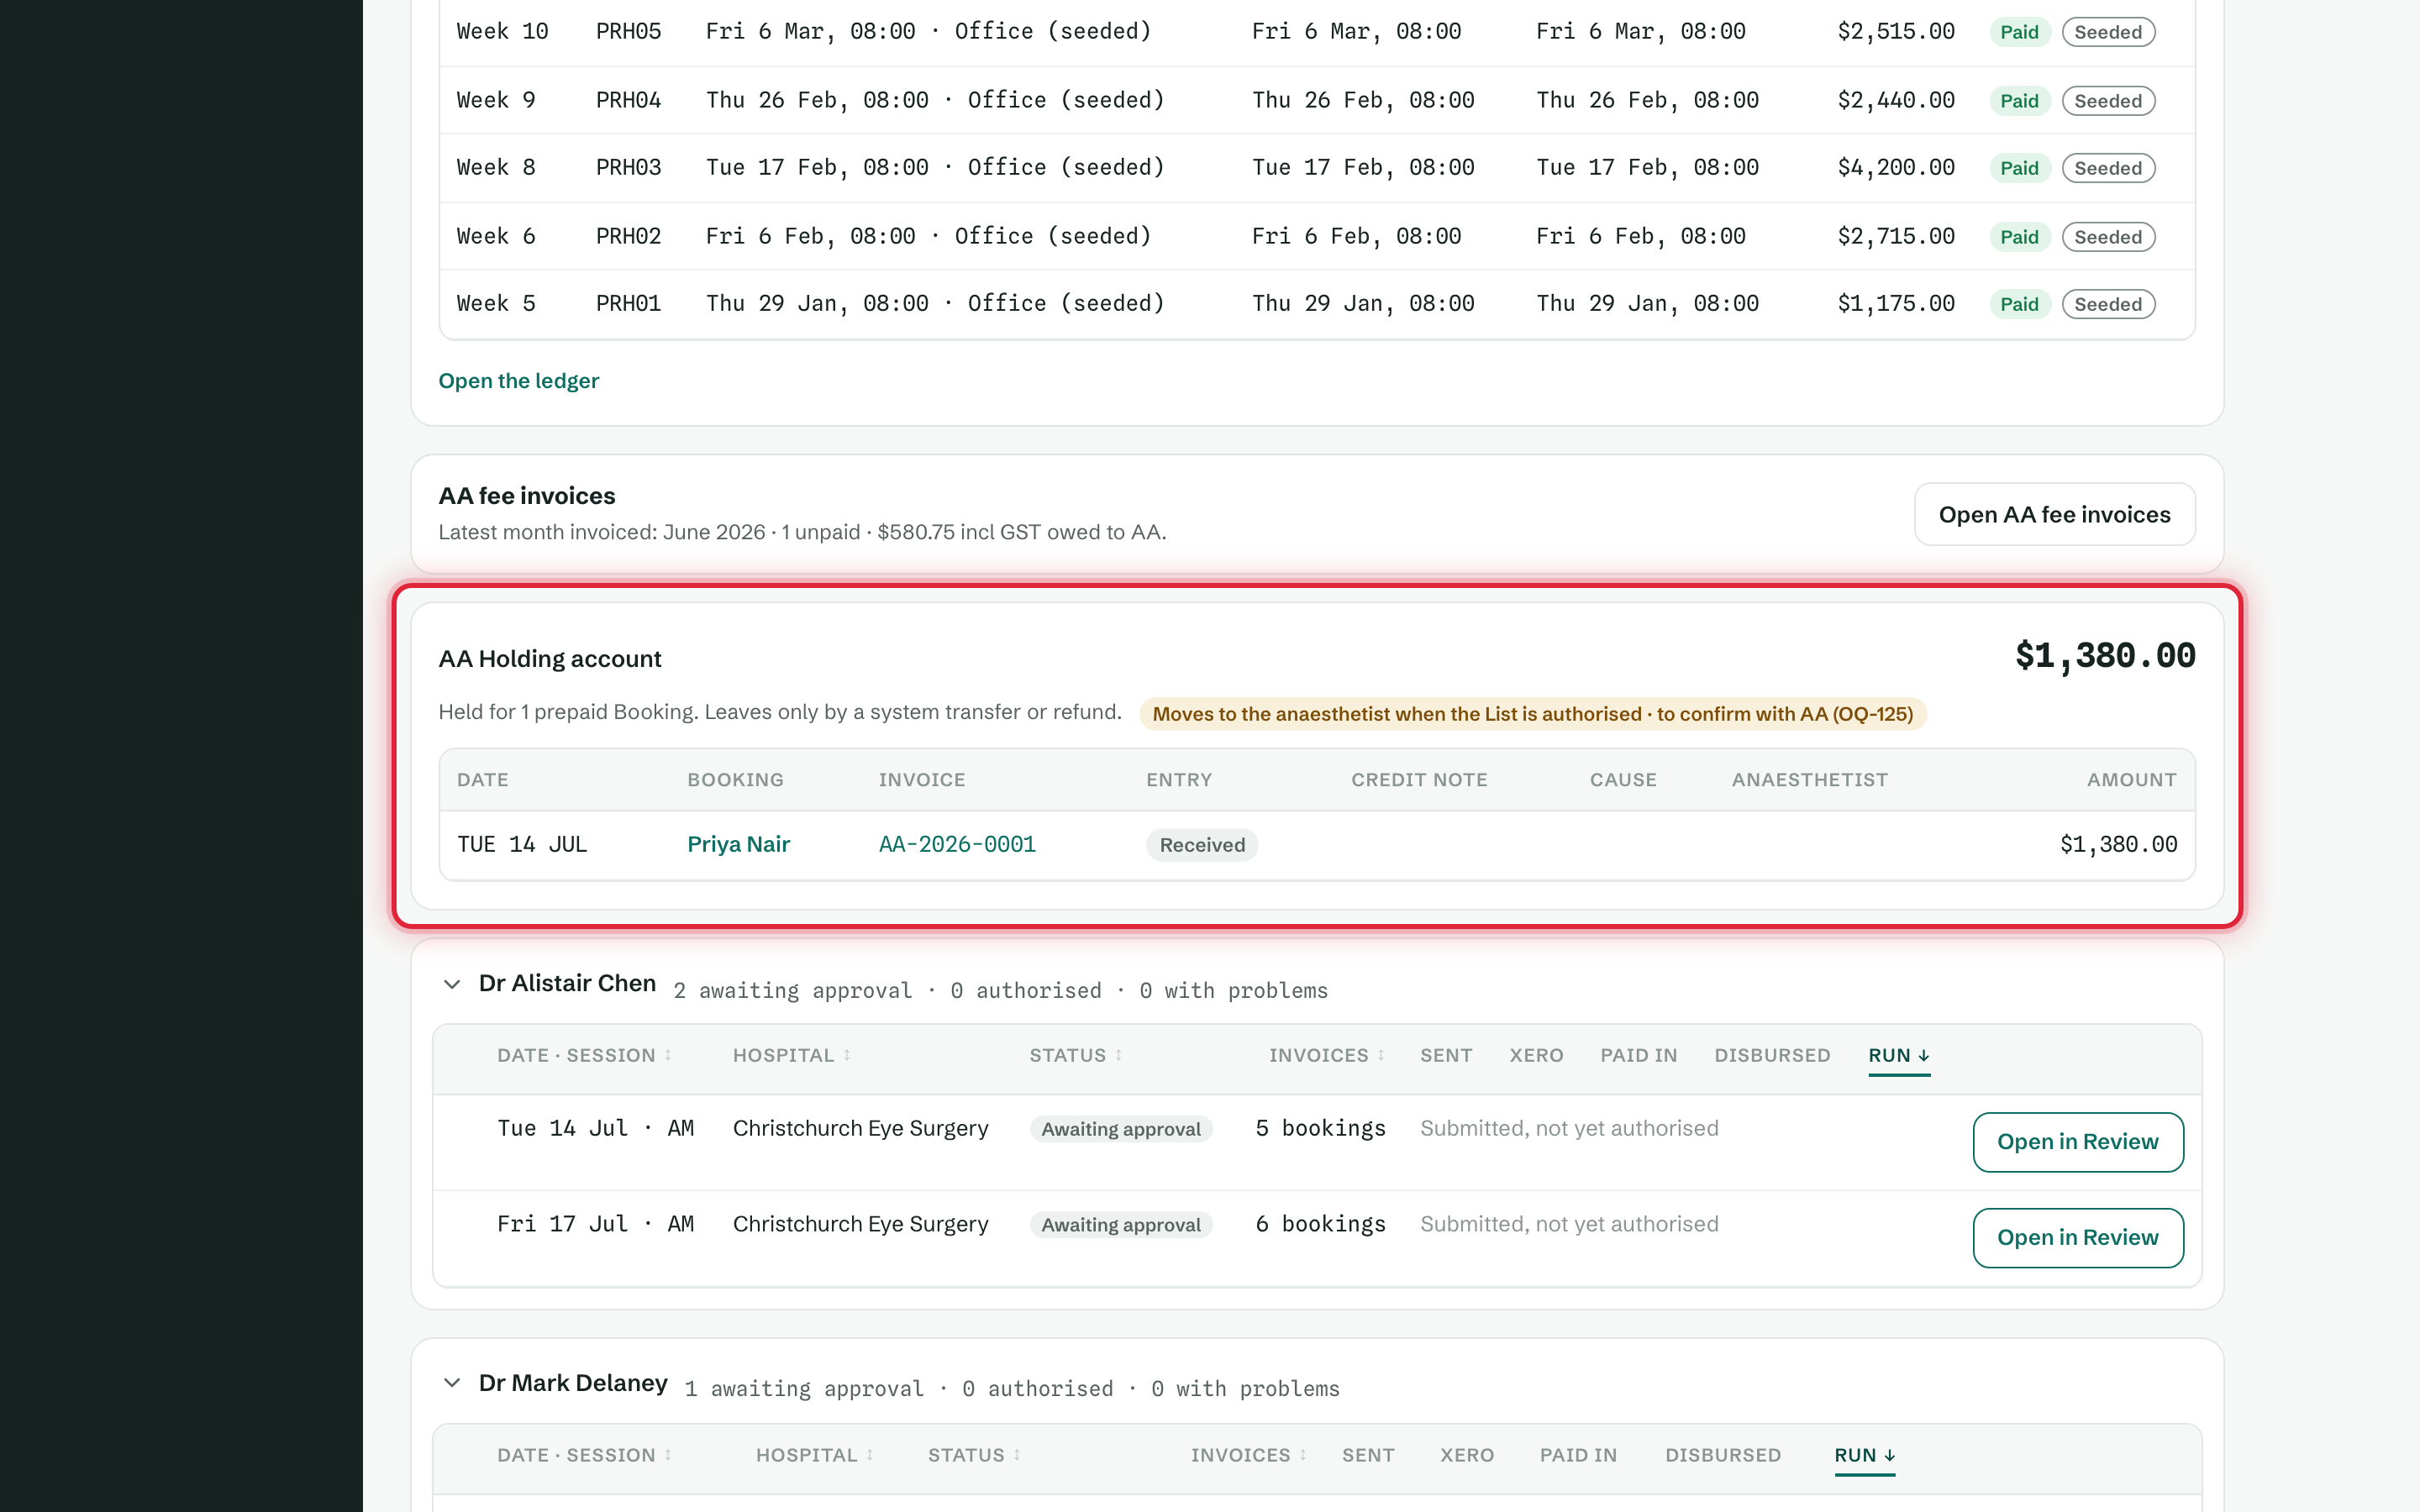 Week 10 PRH05 Fri 6 Mar, 08:00 · Office (seeded) Fri 6 Mar, 08:00 Fri 6 Mar, 08:00 $2,515.00 Paid Seeded
Week 9 PRH04 Thu 26 Feb, 08:00 · Office (seeded) Thu 26 Feb, 08:00 Thu 26 Feb, 08:00 $2,440.00 Paid Seeded
Week 8 PRH03 Tue 17 Feb, 08:00 · Office (seeded) Tue 17 Feb, 08:00 Tue 17 Feb, 08:00 $4,200.00 Paid Seeded
Week 6 PRH02 Fri 6 Feb, 08:00 · Office (seeded) Fri 6 Feb, 08:00 Fri 6 Feb, 08:00 $2,715.00 Paid Seeded
Week 5 PRH01 Thu 29 Jan, 08:00 · Office (seeded) Thu 29 Jan, 08:00 Thu 29 Jan, 08:00 $1,175.00 Paid Seeded
Open the ledger
AA fee invoices
Latest month invoiced: June 2026 · 1 unpaid · $580.75 incl GST owed to AA.
Open AA fee invoices
AA Holding account $1,380.00
Held for 1 prepaid Booking. Leaves only by a system transfer or refund. Moves to the anaesthetist when the List is authorised · to confirm with AA (OQ-125)
DATE BOOKING INVOICE ENTRY CREDIT NOTE CAUSE ANAESTHETIST AMOUNT
TUE 14 JUL Priya Nair AA-2026-0001 Received $1,380.00
Dr Alistair Chen 2 awaiting approval · 0 authorised · 0 with problems
DATE · SESSION ↕ HOSPITAL ↕ STATUS ↕ INVOICES ↕ SENT XERO PAID IN DISBURSED RUN ↓
Tue 14 Jul · AM Christchurch Eye Surgery Awaiting approval 5 bookings Submitted, not yet authorised Open in Review
Fri 17 Jul · AM Christchurch Eye Surgery Awaiting approval 6 bookings Submitted, not yet authorised Open in Review
Dr Mark Delaney 1 awaiting approval · 0 authorised · 0 with problems
DATE · SESSION ↕ HOSPITAL ↕ STATUS ↕ INVOICES ↕ SENT XERO PAID IN DISBURSED RUN ↓